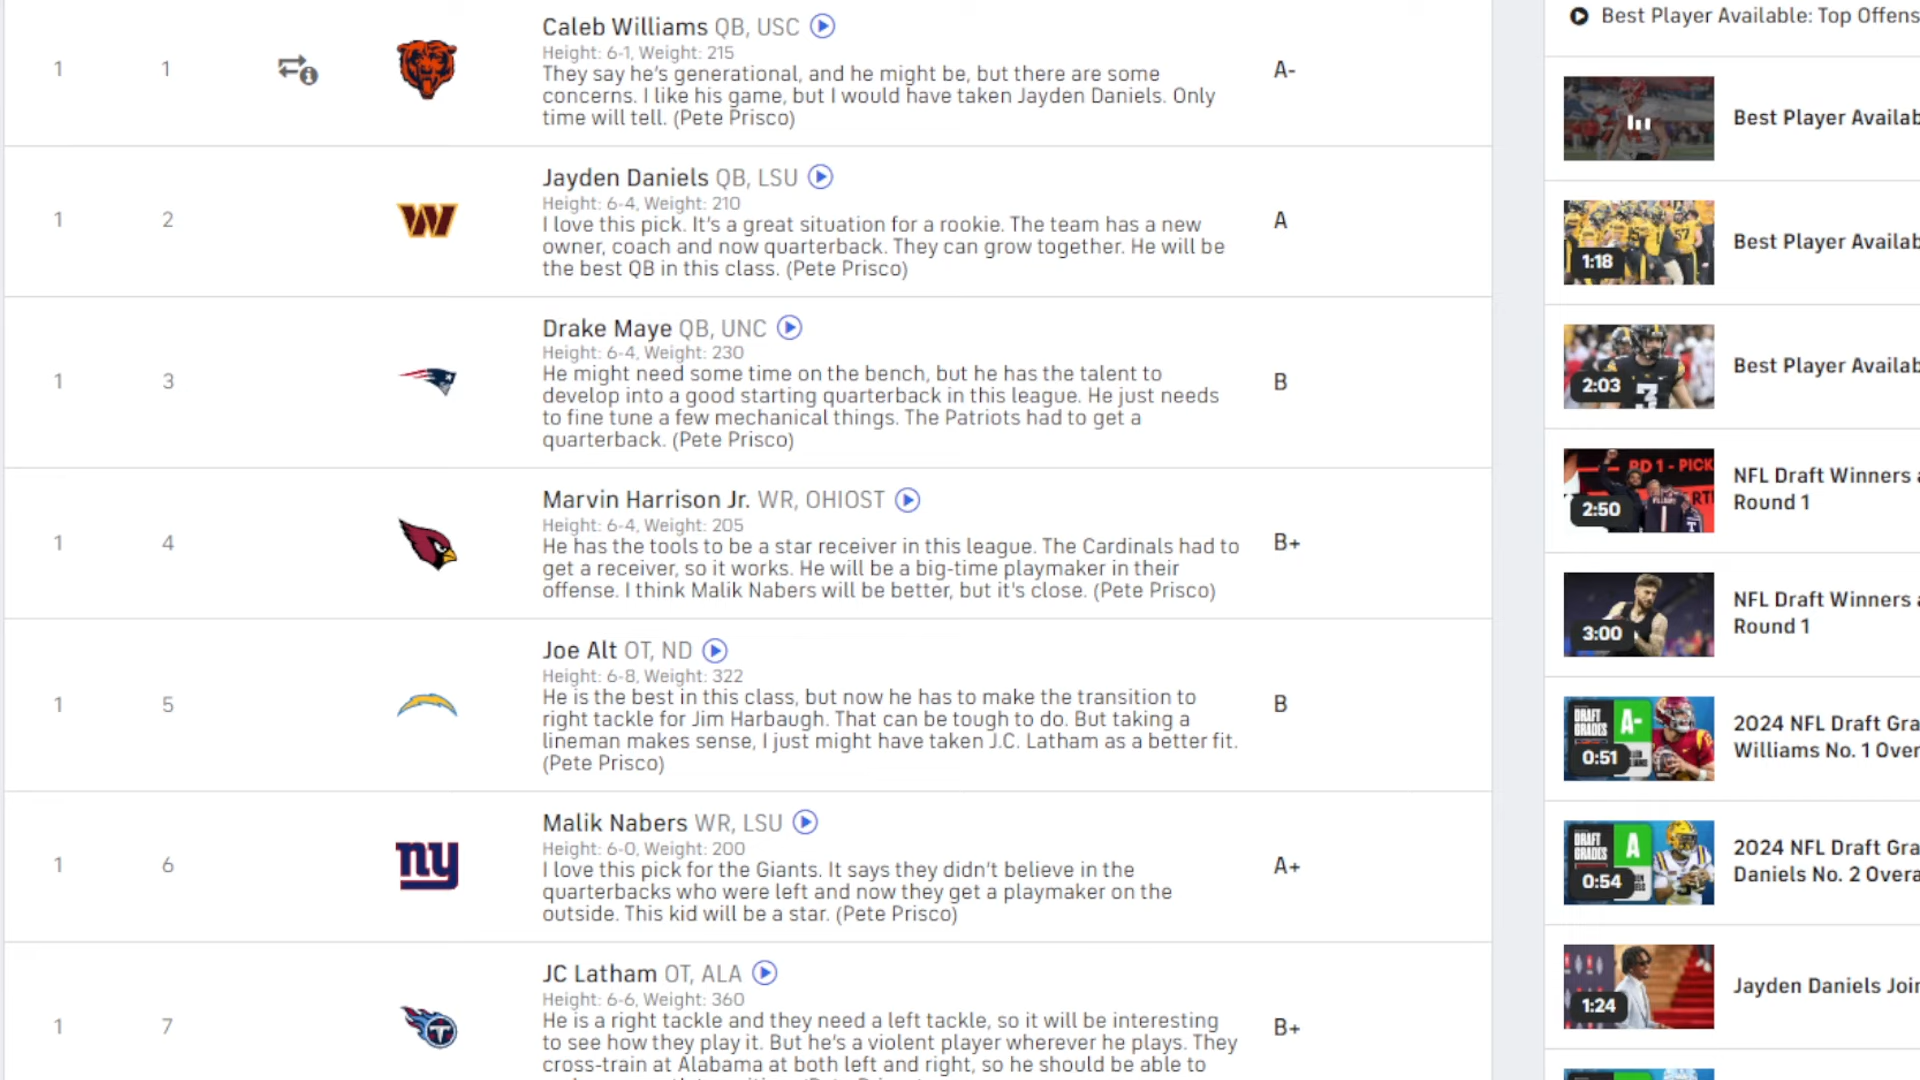 1 1 Caleb Williams QB, USC A-
Height: 6-1, Weight: 215
They say he's generational, and he might be, but there are some
concerns. I like his game, but I would have taken Jayden Daniels. Only
time will tell. (Pete Prisco)
1 2 Jayden Daniels QB, LSU A
Height: 6-4, Weight: 210
I love this pick. It's a great situation for a rookie. The team has a new
owner, coach and now quarterback. They can grow together. He will be
the best QB in this class. (Pete Prisco)
1 3 Drake Maye QB, UNC B
Height: 6-4, Weight: 230
He might need some time on the bench, but he has the talent to
develop into a good starting quarterback in this league. He just needs
to fine tune a few mechanical things. The Patriots had to get a
quarterback. (Pete Prisco)
1 4 Marvin Harrison Jr. WR, OHIOST B+
Height: 6-4, Weight: 205
He has the tools to be a star receiver in this league. The Cardinals had to
get a receiver, so it works. He will be a big-time playmaker in their
offense. I think Malik Nabers will be better, but it's close. (Pete Prisco)
1 5 Joe Alt OT, ND B
Height: 6-8, Weight: 322
He is the best in this class, but now he has to make the transition to
right tackle for Jim Harbaugh. That can be tough to do. But taking a
lineman makes sense, I just might have taken J.C. Latham as a better fit.
(Pete Prisco)
ny
1 6 Malik Nabers WR, LSU A+
Height: 6-0, Weight: 200
I love this pick for the Giants. It says they didn't believe in the
quarterbacks who were left and now they get a playmaker on the
outside. This kid will be a star. (Pete Prisco)
1 7 JC Latham OT, ALA B+
Height: 6-6, Weight: 360
He is a right tackle and they need a left tackle, so it will be interesting
to see how they play it. But he's a violent player wherever he plays. They
cross-train at Alabama at both left and right, so he should be able to
Best Player Available: Top Offens
Best Player Availab
1:18
Best Player Availab
2:03
Best Player Availab
RD 1 - PICK
2:50
NFL Draft Winners a
Round 1
3:00
NFL Draft Winners a
Round 1
DRAFT
GRADES
A-
0:51
2024 NFL Draft Gra
Williams No. 1 Over
DRAFT
GRADES
A
0:54
2024 NFL Draft Gra
Daniels No. 2 Overa
1:24
Jayden Daniels Join